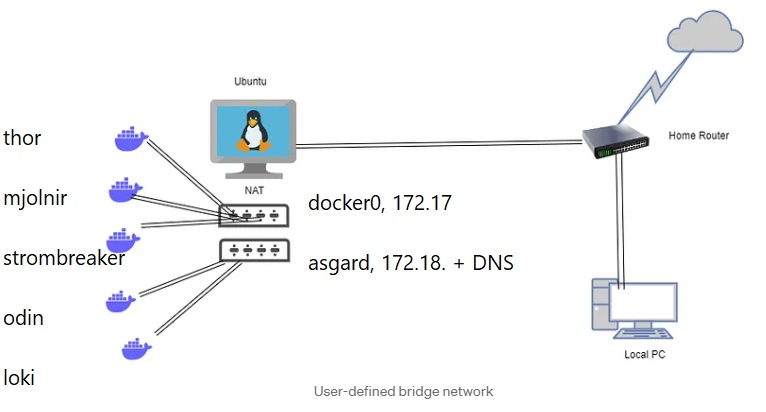 Ubuntu
Home Router
thor
NAT
mjolnir
docker0, 172.17
strombreaker
asgard, 172.18. + DNS
odin
Local PC
loki
User-defined bridge network